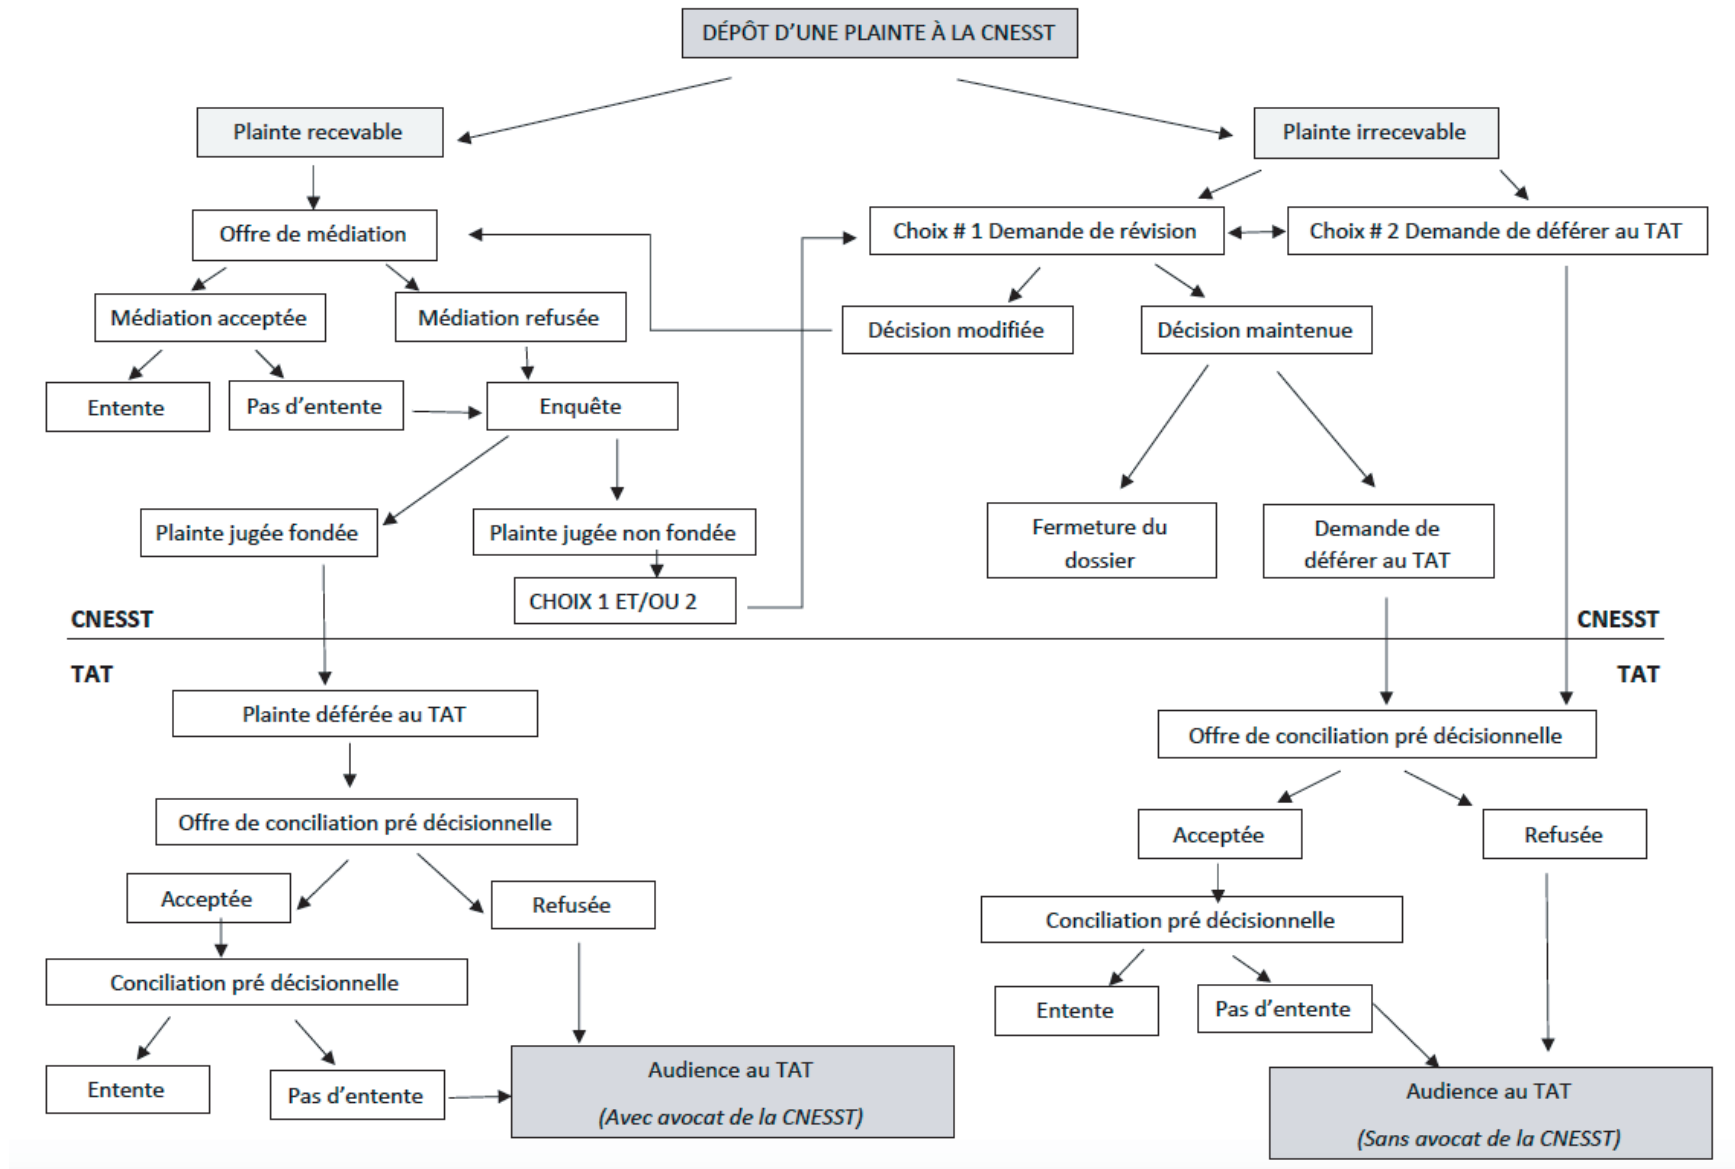 DÉPÔT D'UNE PLAINTE À LA CNESST
Plainte recevable
Plainte irrecevable
Offre de médiation
Choix # 1 Demande de révision
Choix # 2 Demande de déférer au TAT
Médiation acceptée
Médiation refusée
Décision modifiée
Décision maintenue
Entente
Pas d'entente
Enquête
Plainte jugée fondée
Plainte jugée non fondée
Fermeture du
dossier
Demande de
déférer au TAT
CHOIX 1 ET/OU 2
CNESST
CNESST
TAT
TAT
Plainte déférée au TAT
Offre de conciliation pré décisionnelle
Offre de conciliation pré décisionnelle
Acceptée
Refusée
Acceptée
Refusée
Conciliation pré décisionnelle
Conciliation pré décisionnelle
Entente
Pas d'entente
Entente
Pas d'entente
Audience au TAT
(Avec avocat de la CNESST)
Audience au TAT
(Sans avocat de la CNESST)